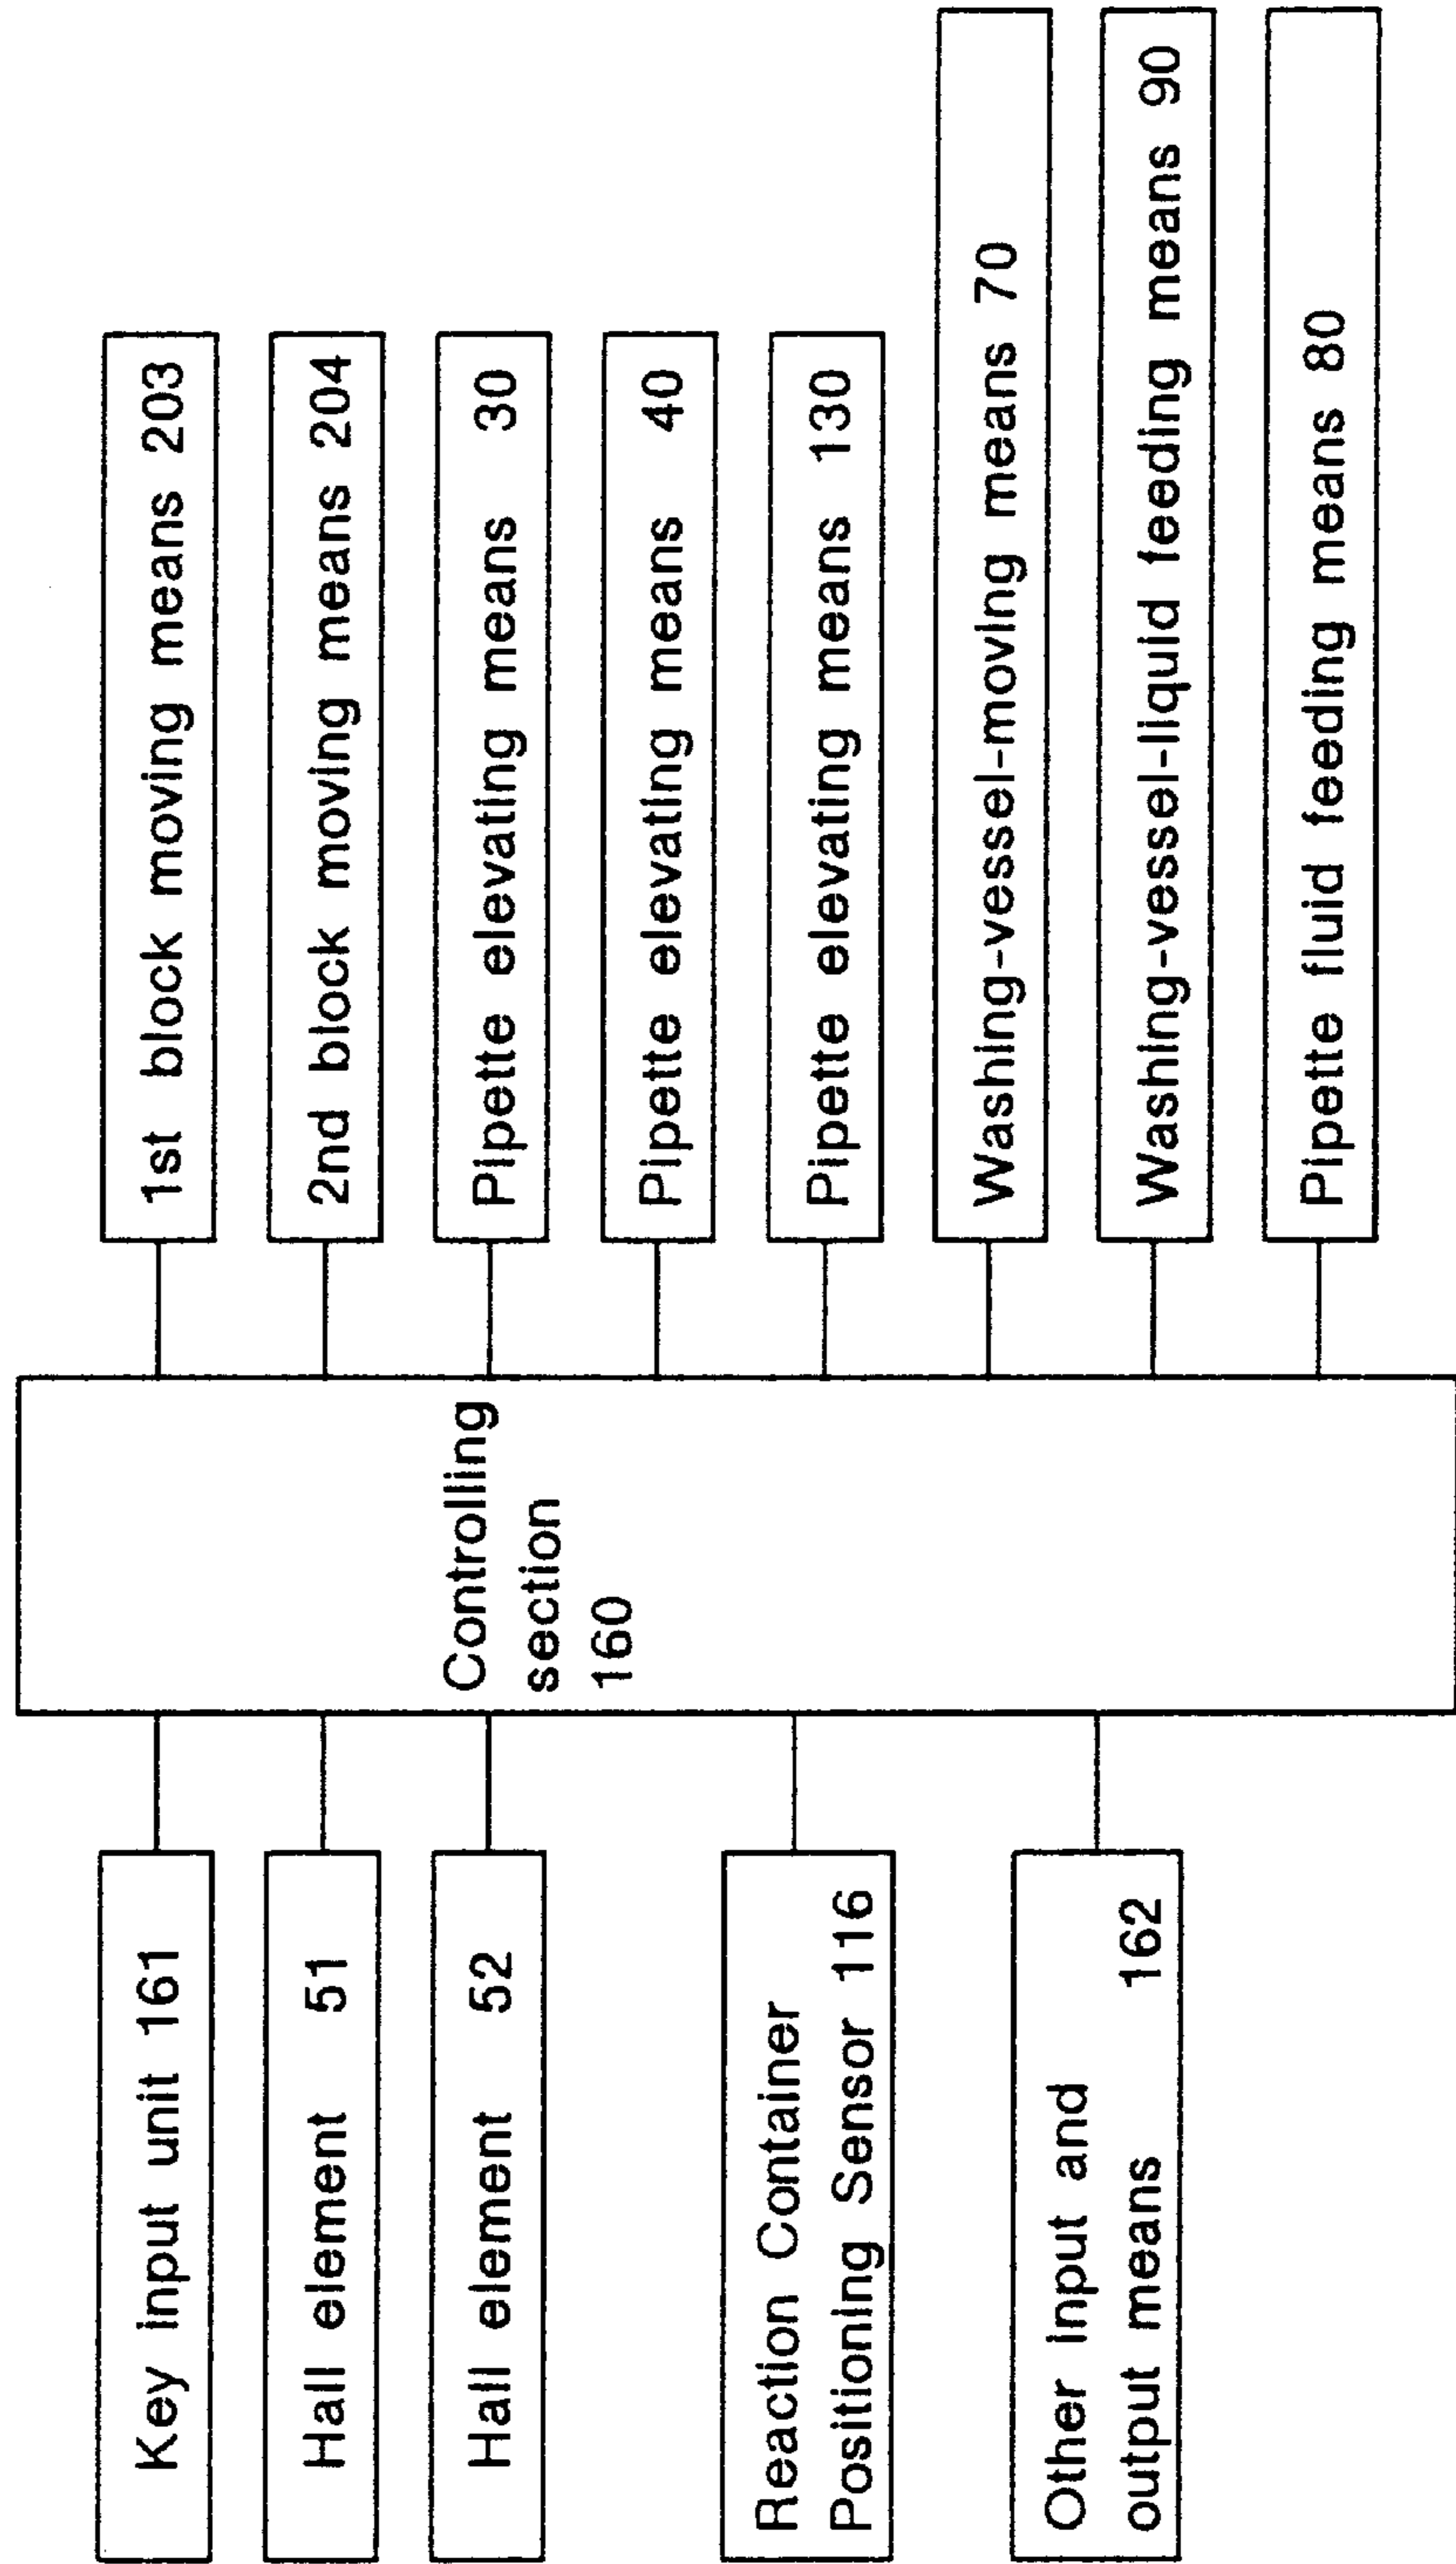 Key input unit 161
Hall element 51
Hall element 52
Reaction Container
Positioning Sensor 116
Other input and
output means 162
Controlling
section
160
1st block moving means 203
2nd block moving means 204
Pipette elevating means 30
Pipette elevating means 40
Pipette elevating means 130
Washing-vessel-moving means 70
Washing-vessel-liquid feeding means 90
Pipette fluid feeding means 80